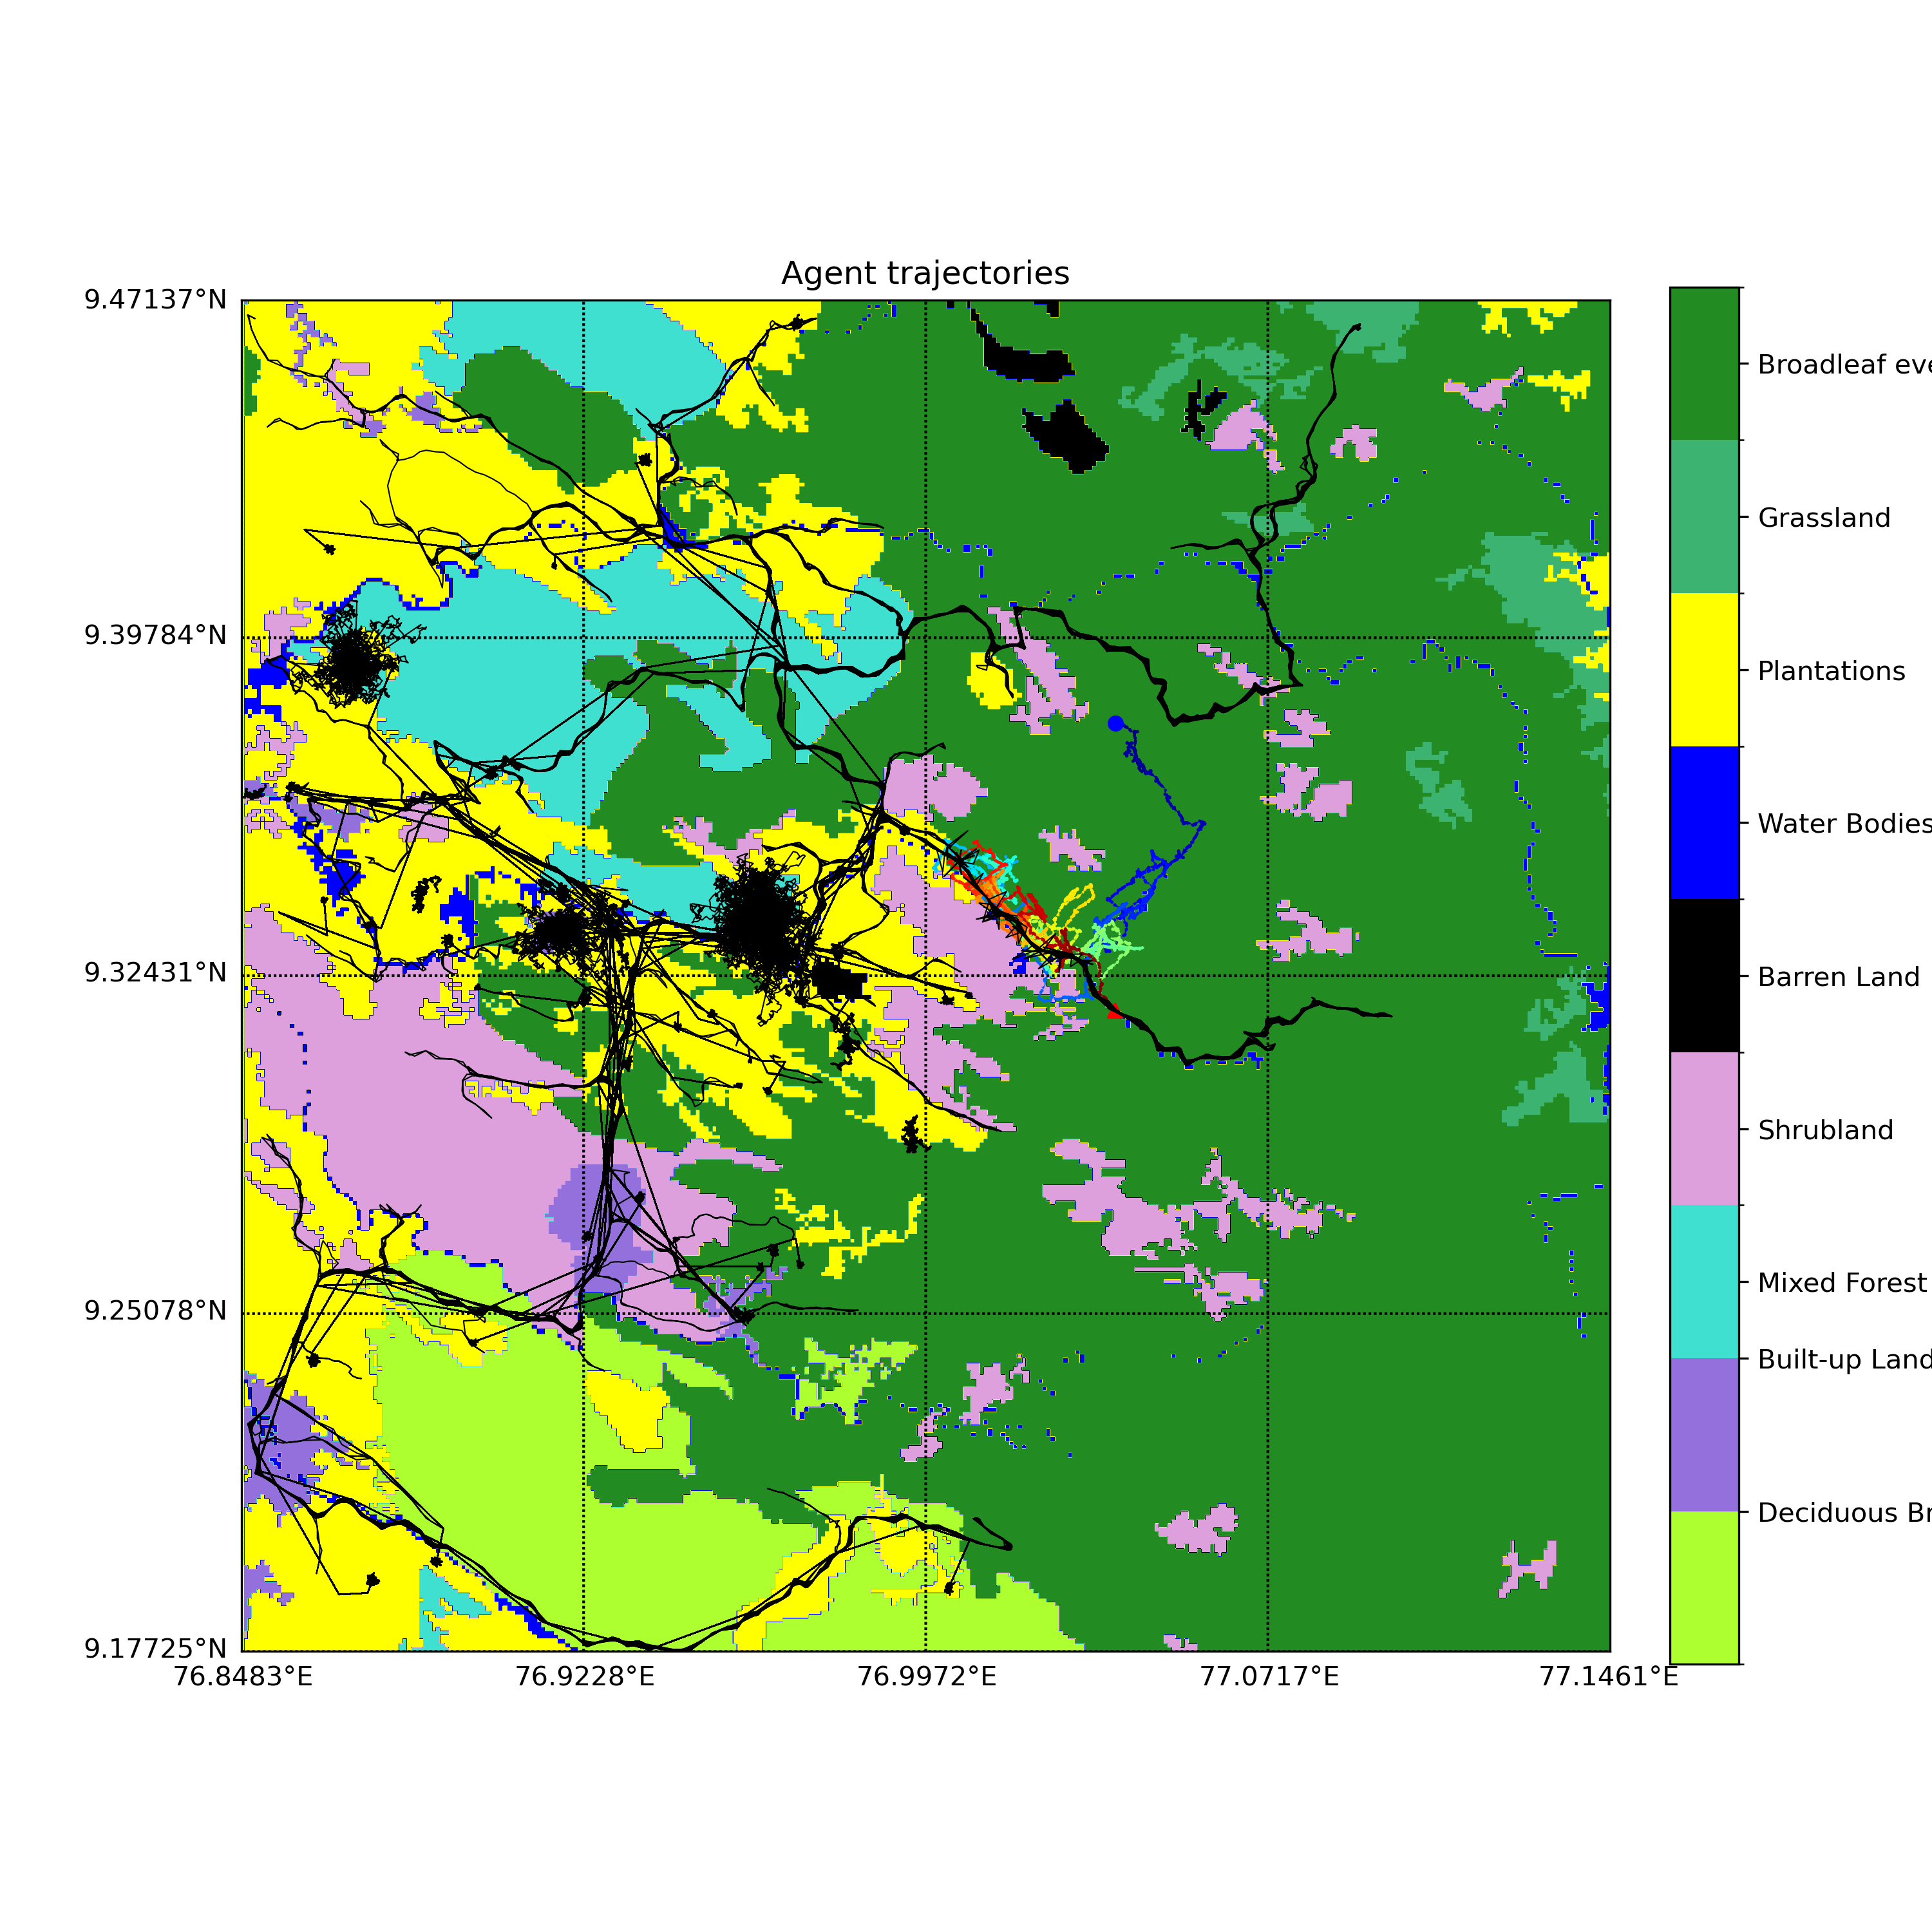 Agent trajectories
9.47137°N
9.39784°N
9.32431°N
9.25078°N
9.17725°N
76.8483°E
76.9228°E
76.9972°E
77.0717°E
77.1461°E
Broadleaf eve
Grassland
Plantations
Water Bodies
Barren Land
Shrubland
Mixed Forest
Built-up Land
Deciduous Br